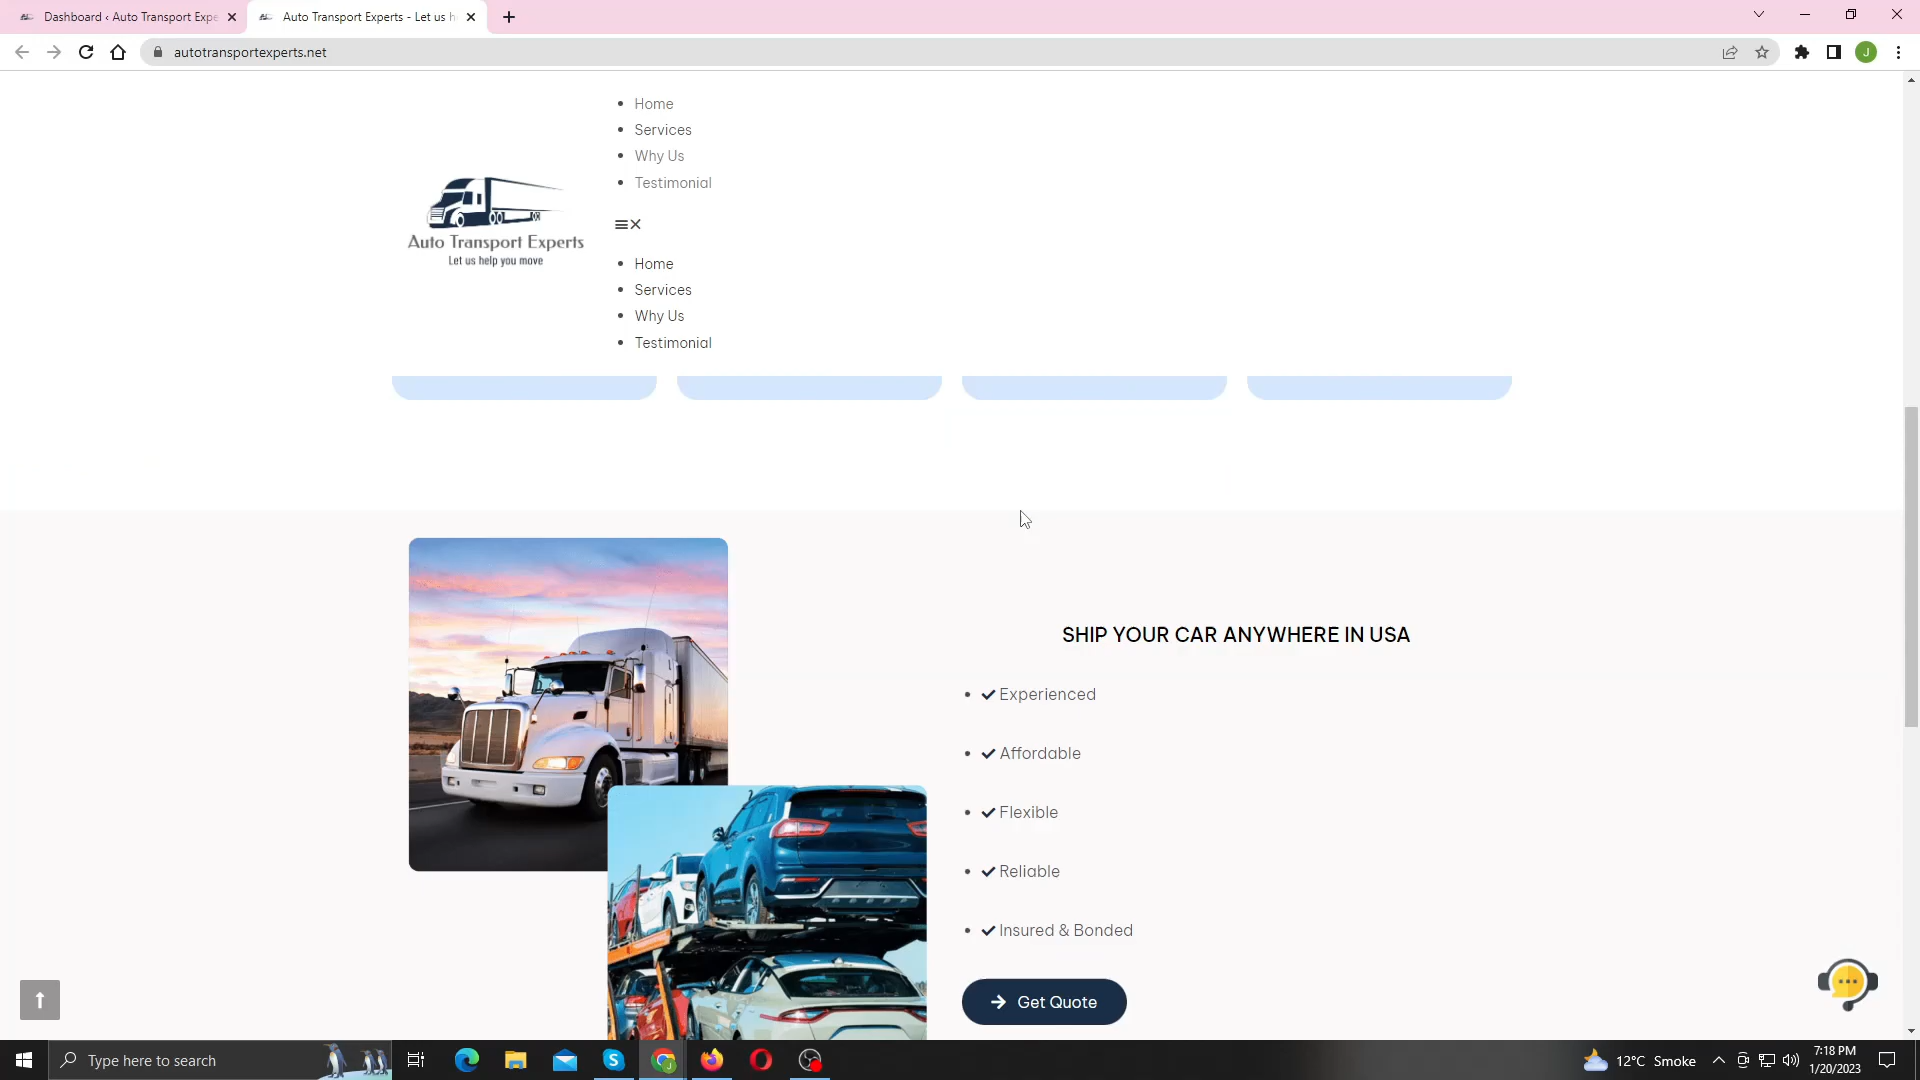 Dashboard ‹ Auto Transport Expe
Auto Transport Experts - Let us h
autotransportexperts.net
J
Home
Services
Why Us
Testimonial
Auto Transport Experts
Let us help you move
Home
Services
Why Us
Testimonial
SHIP YOUR CAR ANYWHERE IN USA
Experienced
Affordable
Flexible
Reliable
Insured & Bonded
Get Quote
Type here to search
12°C Smoke
7:18 PM
1/20/2023